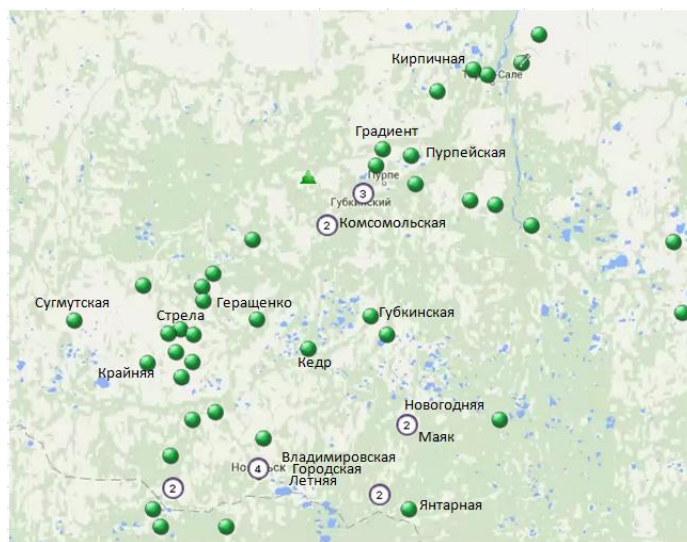 Кирпичная
Градиент
Пурпейская
Пурпе
3
Губкинский
2
Комсомольская
Сугмутская
Стрела
Геращенко
Губкинская
Крайняя
Кедр
Новогодняя
2
Маяк
Владимировская
4
Городская
Летняя
2
2
Янтарная